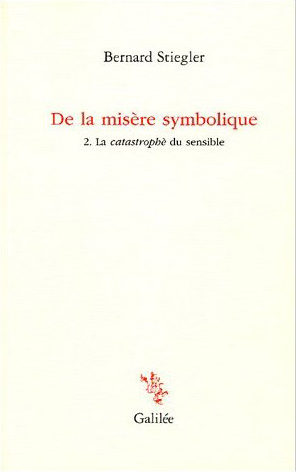 Bernard Stiegler
De la misère symbolique
2. La catastrophè du sensible
Galilée